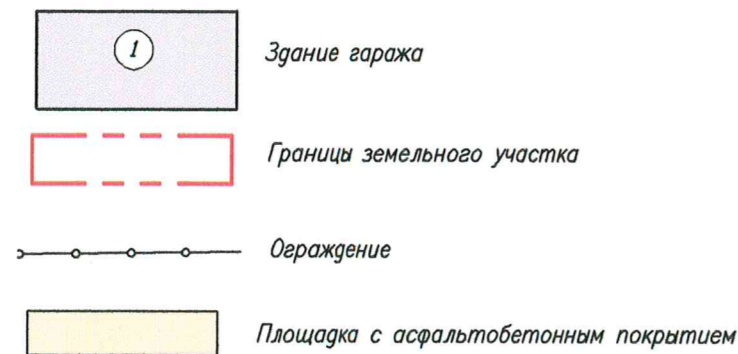 1 Здание гаража
Границы земельного участка
Ограждение
Площадка с асфальтобетонным покрытием